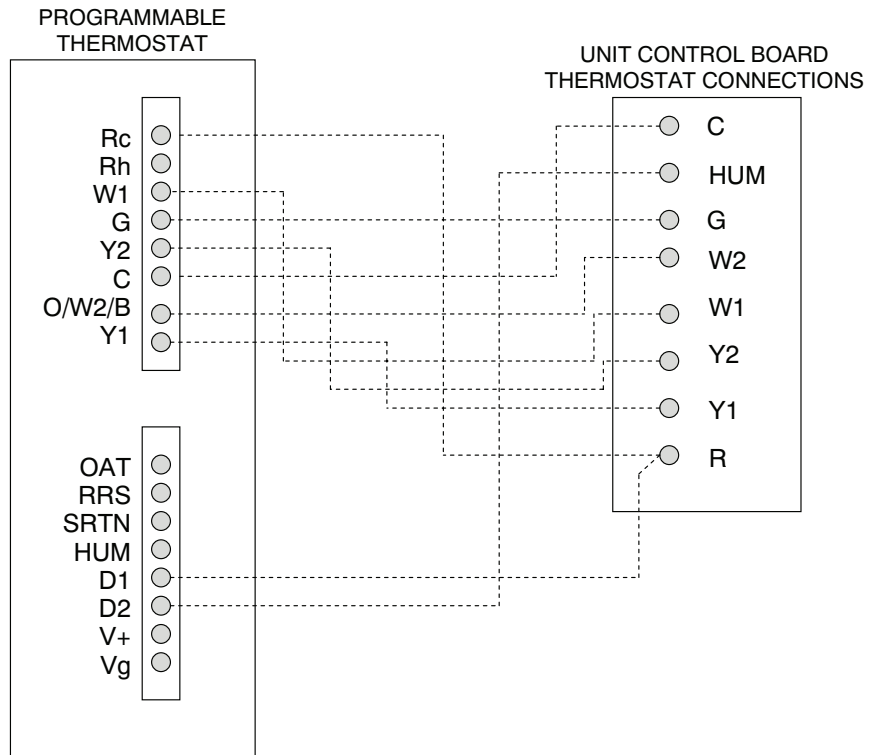 PROGRAMMABLE
THERMOSTAT
UNIT CONTROL BOARD
THERMOSTAT CONNECTIONS
Rc
Rh
W1
G
Y2
C
O/W2/B
Y1
OAT
RRS
SRTN
HUM
D1
D2
V+
Vg
C
HUM
G
W2
W1
Y2
Y1
R